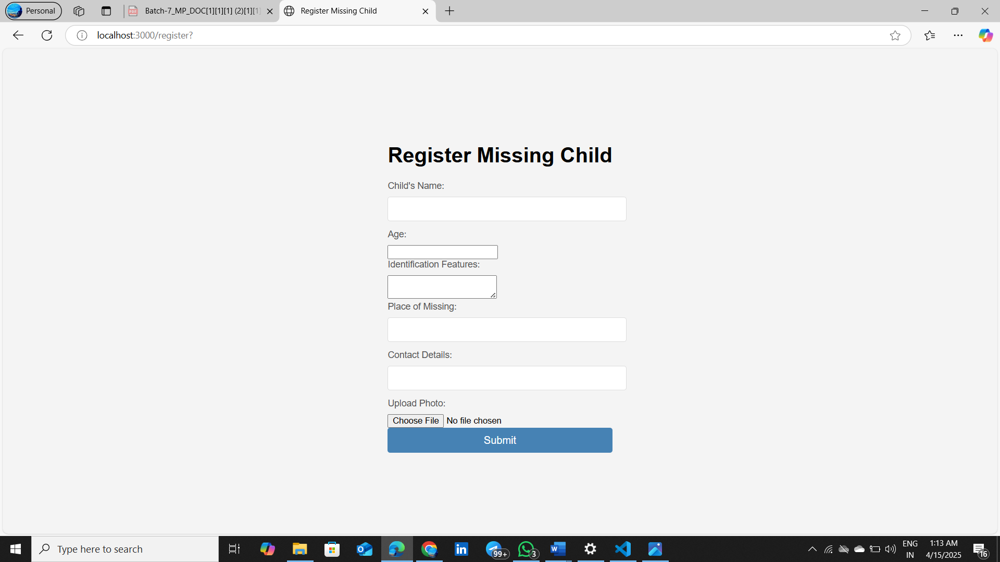 Personal
Batch-7_MP_DOC[1][1][1] (2)[1][1]
Register Missing Child
localhost:3000/register?
Register Missing Child
Child's Name:
Age:
Identification Features:
Place of Missing:
Contact Details:
Upload Photo:
Choose File No file chosen
Submit
Type here to search
99+
3
ENG
IN
1:13 AM
4/15/2025
16